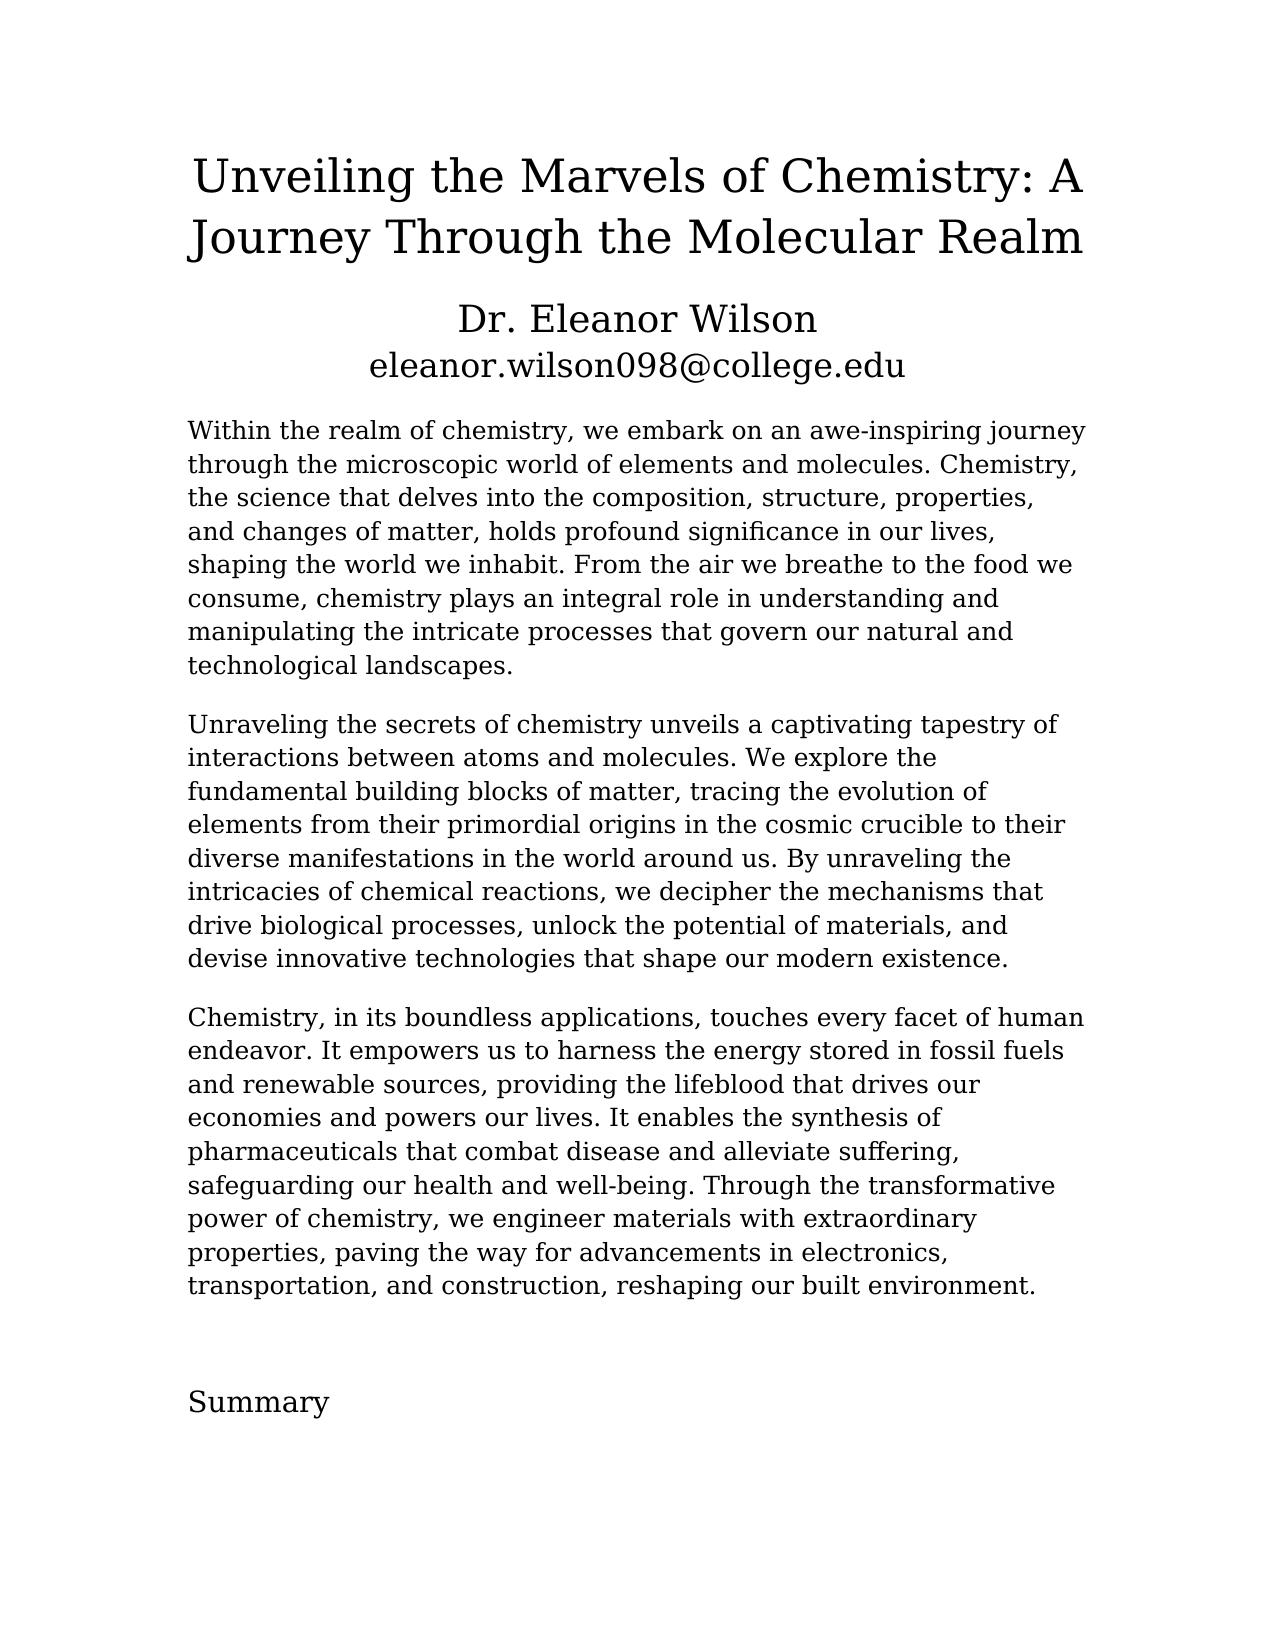 Unveiling the Marvels of Chemistry: A
Journey Through the Molecular Realm
Dr. Eleanor Wilson
eleanor.wilson098@college.edu
Within the realm of chemistry, we embark on an awe-inspiring journey
through the microscopic world of elements and molecules. Chemistry,
the science that delves into the composition, structure, properties,
and changes of matter, holds profound significance in our lives,
shaping the world we inhabit. From the air we breathe to the food we
consume, chemistry plays an integral role in understanding and
manipulating the intricate processes that govern our natural and
technological landscapes.
Unraveling the secrets of chemistry unveils a captivating tapestry of
interactions between atoms and molecules. We explore the
fundamental building blocks of matter, tracing the evolution of
elements from their primordial origins in the cosmic crucible to their
diverse manifestations in the world around us. By unraveling the
intricacies of chemical reactions, we decipher the mechanisms that
drive biological processes, unlock the potential of materials, and
devise innovative technologies that shape our modern existence.
Chemistry, in its boundless applications, touches every facet of human
endeavor. It empowers us to harness the energy stored in fossil fuels
and renewable sources, providing the lifeblood that drives our
economies and powers our lives. It enables the synthesis of
pharmaceuticals that combat disease and alleviate suffering,
safeguarding our health and well-being. Through the transformative
power of chemistry, we engineer materials with extraordinary
properties, paving the way for advancements in electronics,
transportation, and construction, reshaping our built environment.
Summary